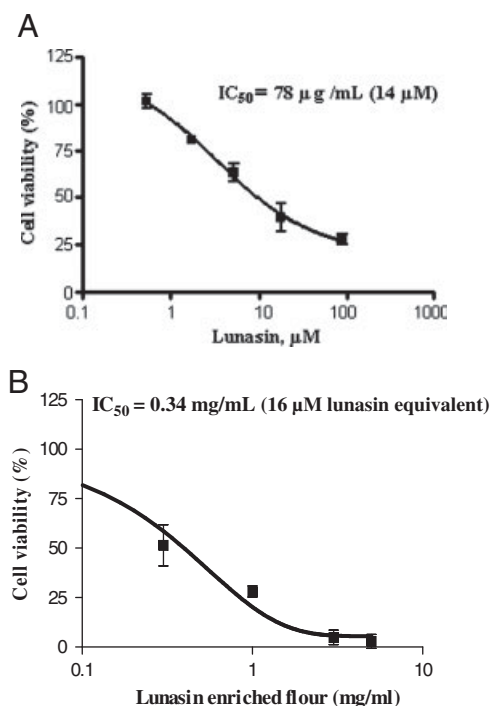 A
125
100
75
50
25
0
0.1 1 10 100 1000
Cell viability (%)
Lunasin, µM
IC50 = 78 µg /mL (14 µM)
B
125
100
75
50
25
0
0.1 1 10
Cell viability (%)
Lunasin enriched flour (mg/ml)
IC50 = 0.34 mg/mL (16 µM lunasin equivalent)